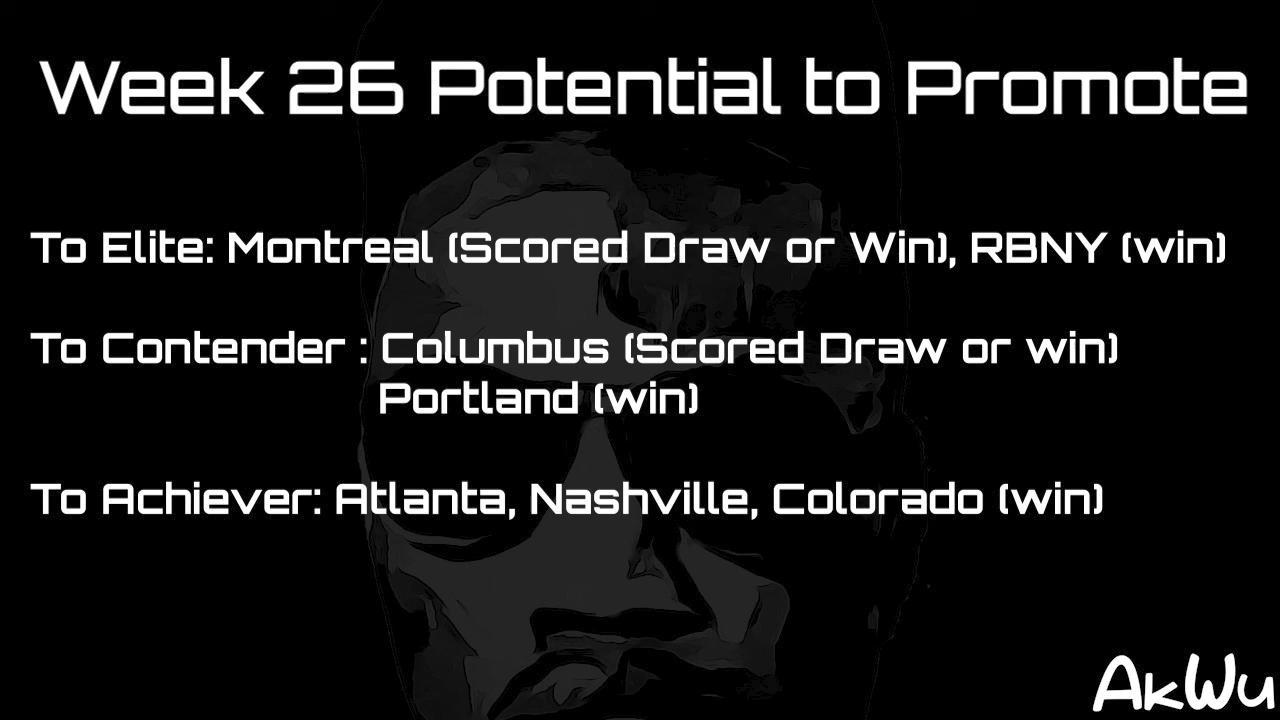 Week 26 Potential to Promote
To Elite: Montreal (Scored Draw or Win), RBNY (win)
To Contender : Columbus (Scored Draw or win)
Portland (win)
To Achiever: Atlanta, Nashville, Colorado (win)
AkWu